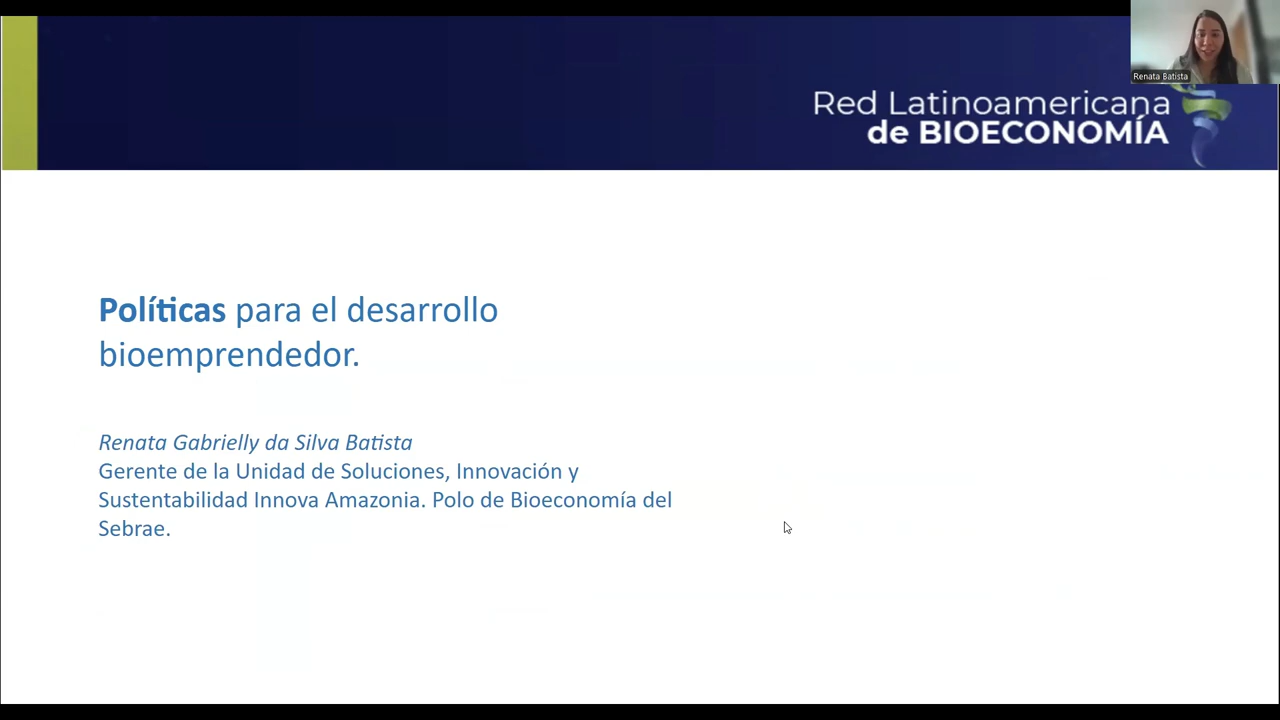 Renata Batista
Red Latinoamericana
de BIOECONOMÍA
Políticas para el desarrollo
bioemprendedor.
Renata Gabrielly da Silva Batista
Gerente de la Unidad de Soluciones, Innovación y
Sustentabilidad Innova Amazonia. Polo de Bioeconomía del
Sebrae.